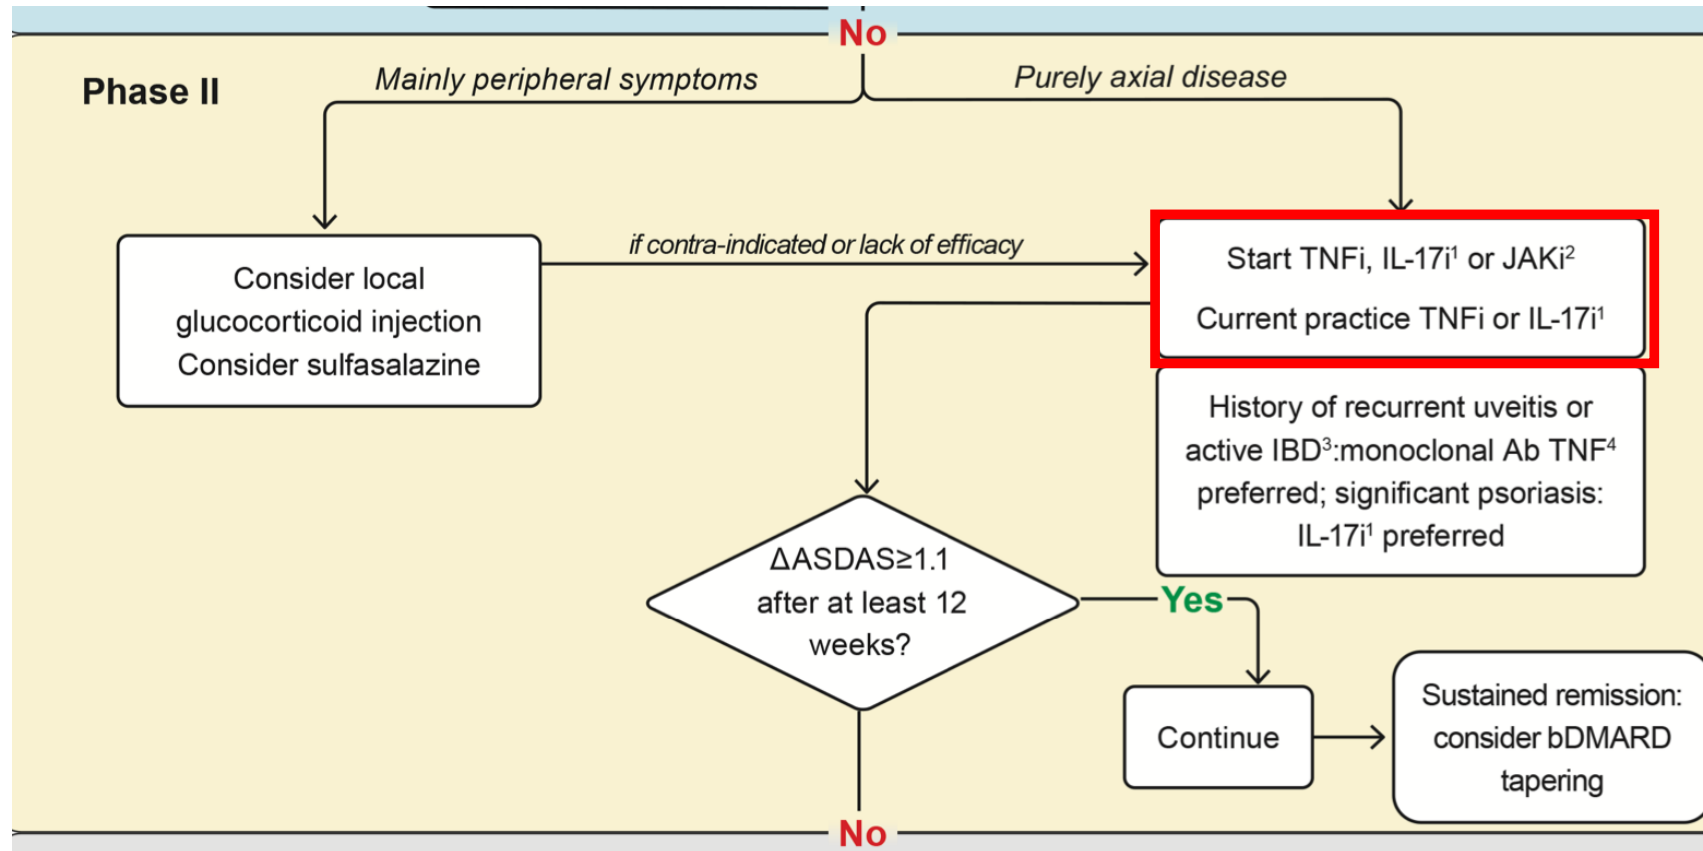 No
Phase II
Mainly peripheral symptoms
Purely axial disease
Consider local
glucocorticoid injection
Consider sulfasalazine
if contra-indicated or lack of efficacy
Start TNFi, IL-17i¹ or JAKi²
Current practice TNFi or IL-17i¹
History of recurrent uveitis or
active IBD³:monoclonal Ab TNF⁴
preferred; significant psoriasis:
IL-17i¹ preferred
ΔASDAS≥1.1
after at least 12
weeks?
Yes
Continue
Sustained remission:
consider bDMARD
tapering
No